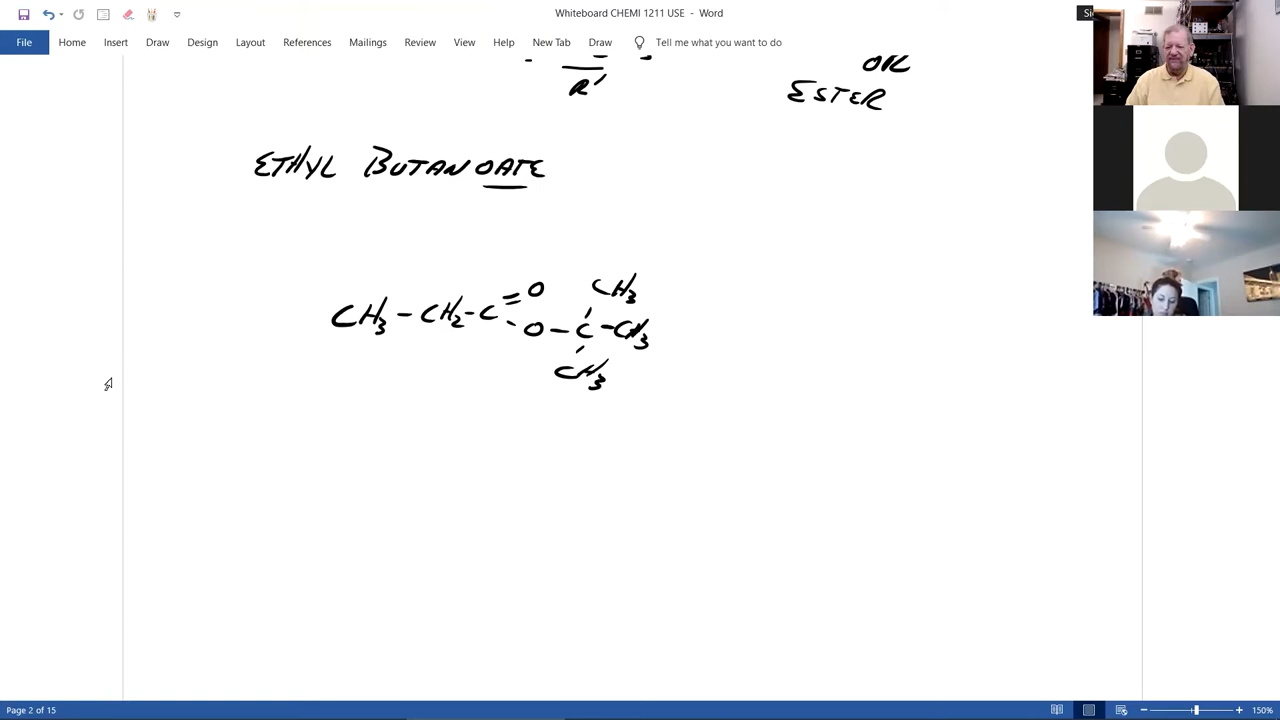 Whiteboard CHEMI 1211 USE - Word
File Home Insert Draw Design Layout References Mailings Review View Help New Tab Draw Tell me what you want to do
R'
OR
ESTER
ETHYL BUTANOATE
CH3
CH3 - CH2 - C = O
- O - C - CH3
CH3
Page 2 of 15
150%